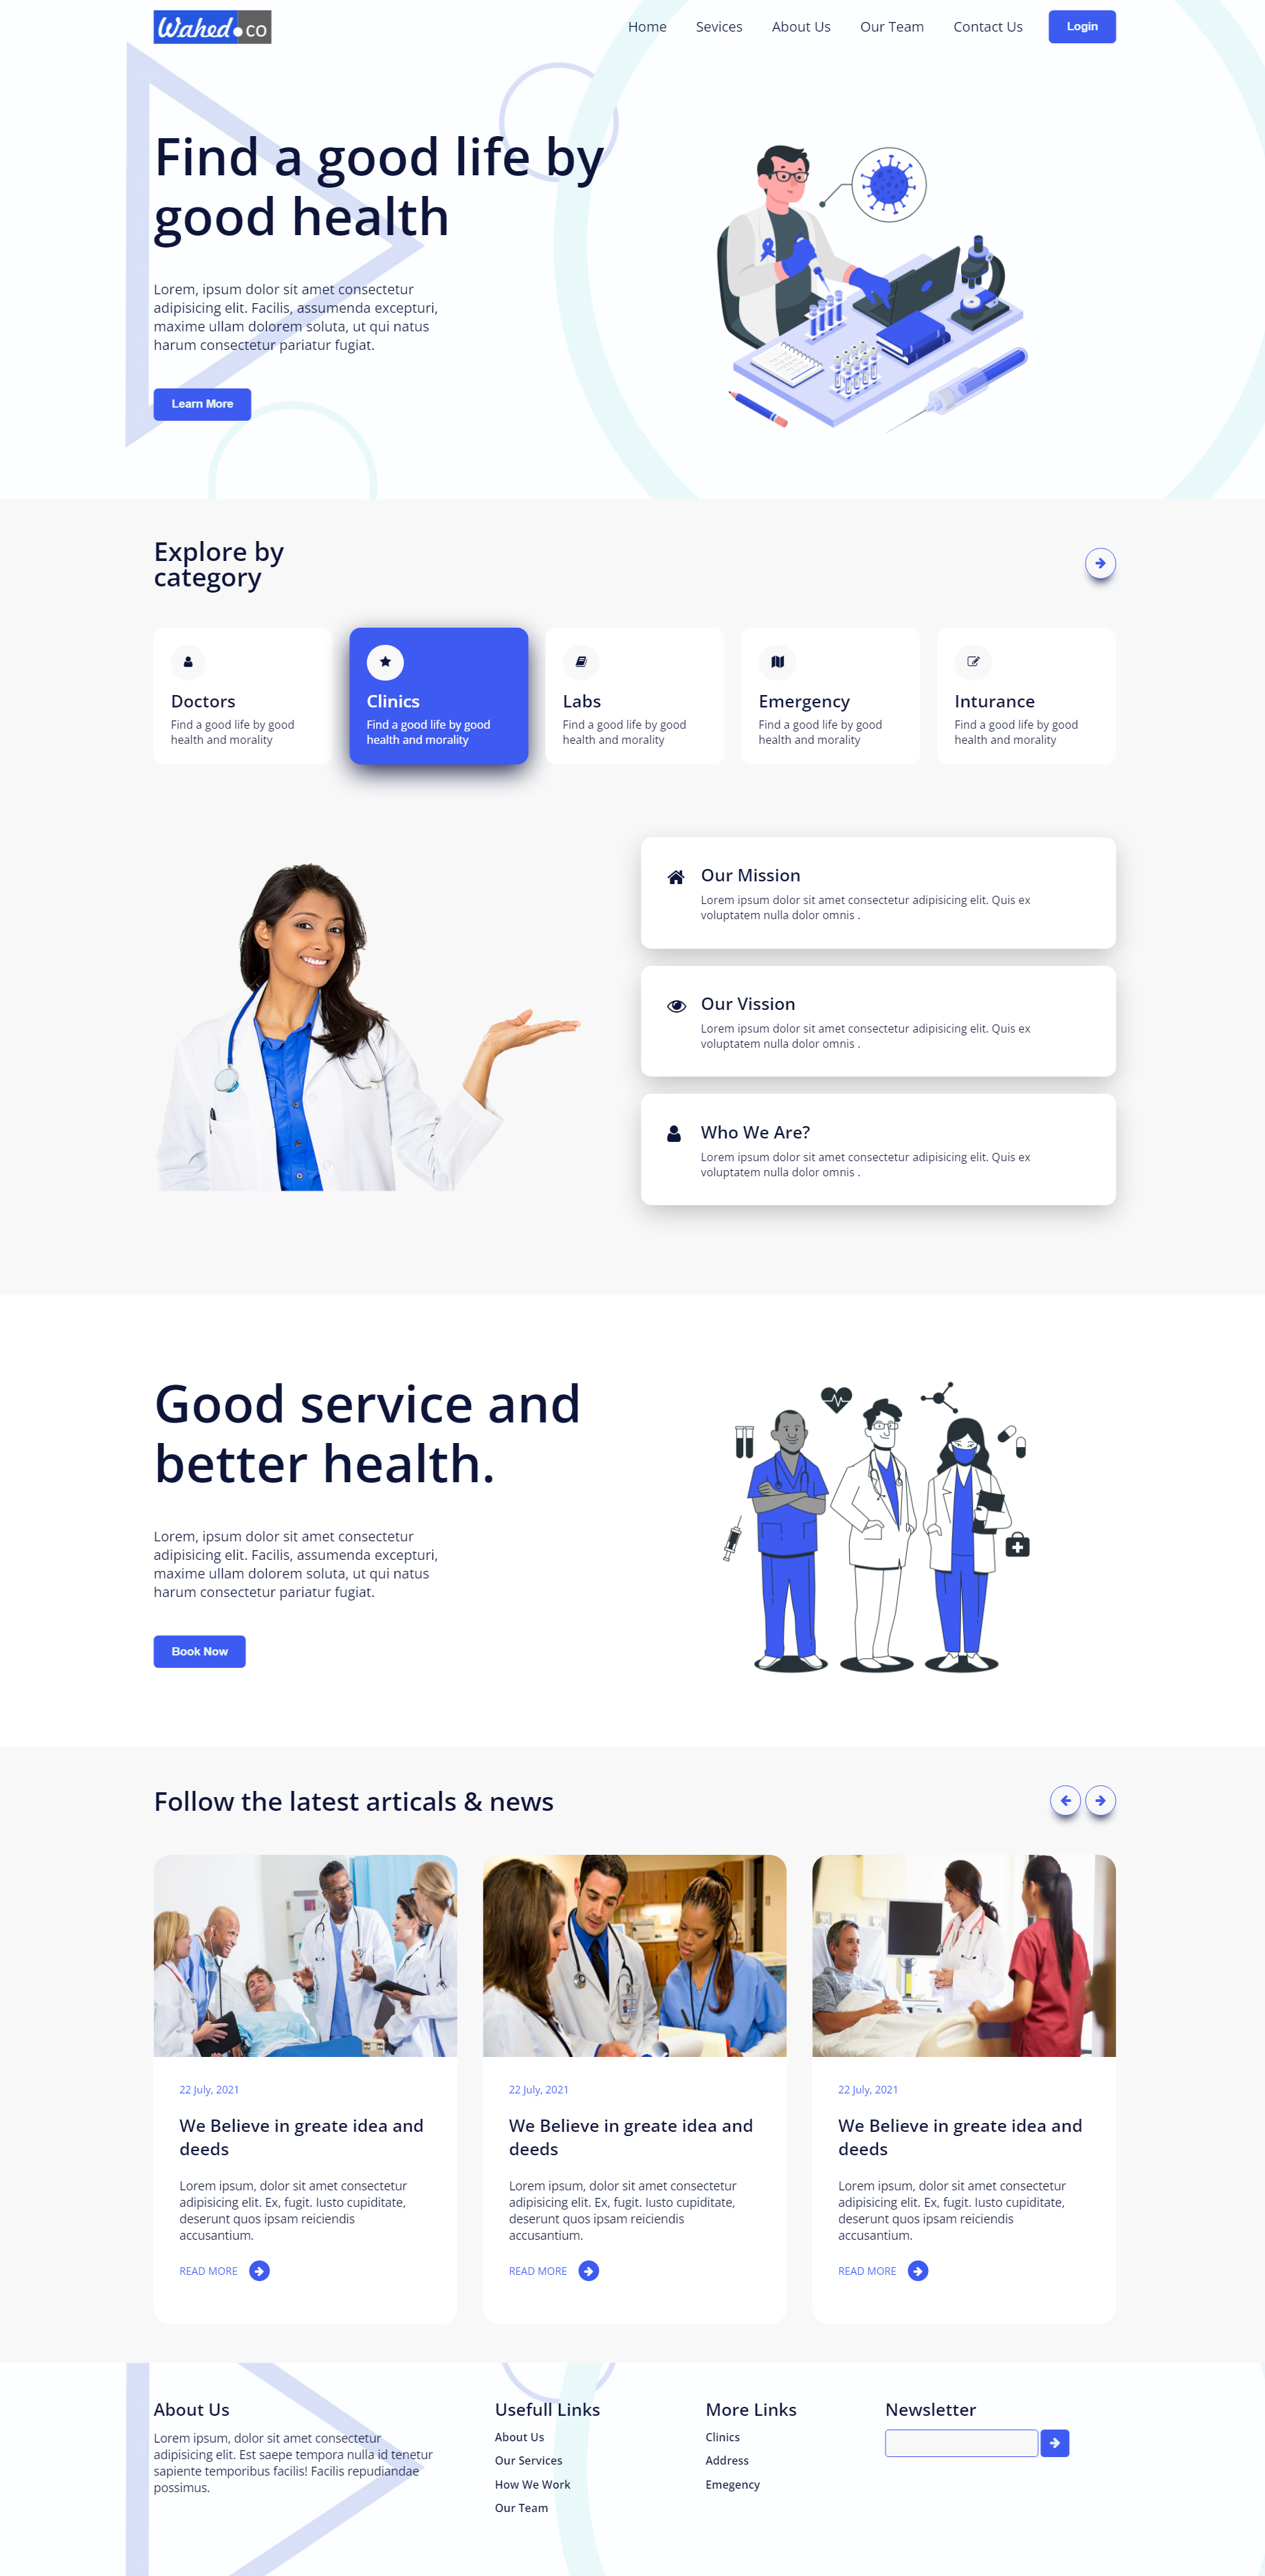 Wahed.co
Home Sevices About Us Our Team Contact Us Login
Find a good life by
good health
Lorem, ipsum dolor sit amet consectetur
adipisicing elit. Facilis, assumenda excepturi,
maxime ullam dolorem soluta, ut qui natus
harum consectetur pariatur fugiat.
Learn More
Explore by
category
Doctors
Find a good life by good
health and morality
Clinics
Find a good life by good
health and morality
Labs
Find a good life by good
health and morality
Emergency
Find a good life by good
health and morality
Inturance
Find a good life by good
health and morality
Our Mission
Lorem ipsum dolor sit amet consectetur adipisicing elit. Quis ex
voluptatem nulla dolor omnis .
Our Vission
Lorem ipsum dolor sit amet consectetur adipisicing elit. Quis ex
voluptatem nulla dolor omnis .
Who We Are?
Lorem ipsum dolor sit amet consectetur adipisicing elit. Quis ex
voluptatem nulla dolor omnis .
Good service and
better health.
Lorem, ipsum dolor sit amet consectetur
adipisicing elit. Facilis, assumenda excepturi,
maxime ullam dolorem soluta, ut qui natus
harum consectetur pariatur fugiat.
Book Now
Follow the latest articals & news
22 July, 2021
We Believe in greate idea and
deeds
Lorem ipsum, dolor sit amet consectetur
adipisicing elit. Ex, fugit. Iusto cupiditate,
deserunt quos ipsam reiciendis
accusantium.
READ MORE
22 July, 2021
We Believe in greate idea and
deeds
Lorem ipsum, dolor sit amet consectetur
adipisicing elit. Ex, fugit. Iusto cupiditate,
deserunt quos ipsam reiciendis
accusantium.
READ MORE
22 July, 2021
We Believe in greate idea and
deeds
Lorem ipsum, dolor sit amet consectetur
adipisicing elit. Ex, fugit. Iusto cupiditate,
deserunt quos ipsam reiciendis
accusantium.
READ MORE
About Us
Lorem ipsum, dolor sit amet consectetur
adipisicing elit. Est saepe tempora nulla id tenetur
sapiente temporibus facilis! Facilis repudiandae
possimus.
Usefull Links
About Us
Our Services
How We Work
Our Team
More Links
Clinics
Address
Emegency
Newsletter